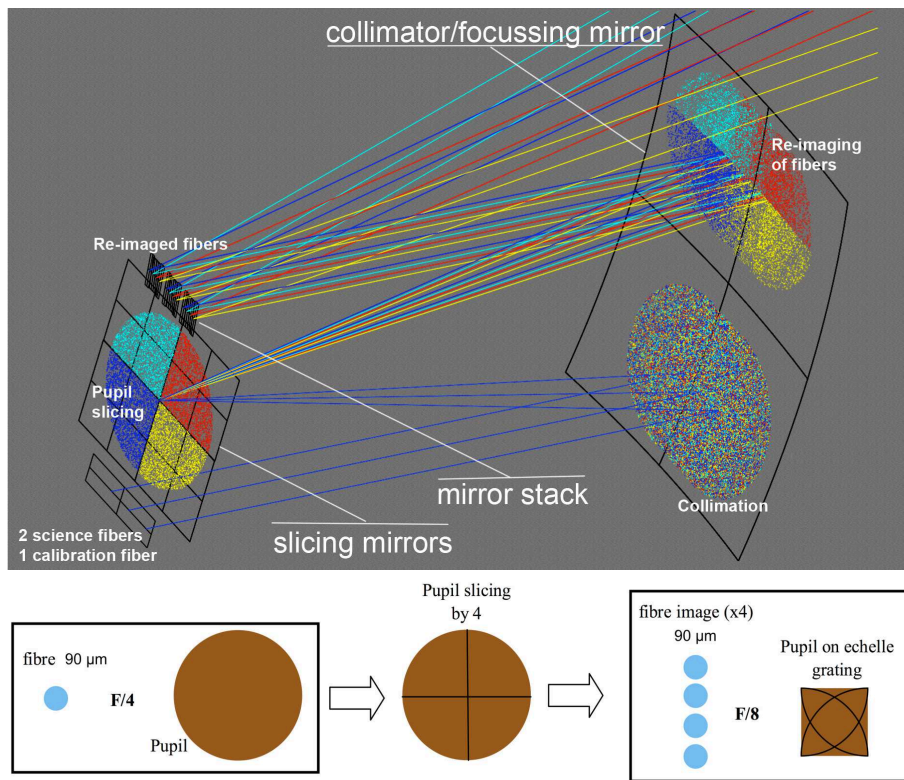 collimator/focussing mirror
Re-imaging
of fibers
Re-imaged fibers
Pupil
slicing
mirror stack
Collimation
slicing mirrors
2 science fibers
1 calibration fiber
fibre 90 µm
F/4
Pupil
Pupil slicing
by 4
fibre image (x4)
90 µm
F/8
Pupil on echelle
grating